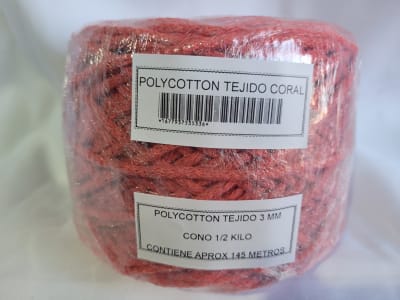 POLYCOTTON TEJIDO CORAL
POLYCOTTON TEJIDO 3 MM
CONO 1/2 KILO
CONTIENE APROX 145 METROS